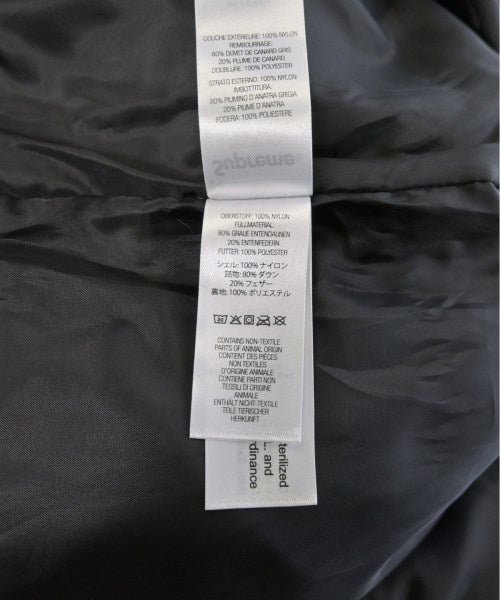 COUCHE EXTÉRIEURE: 100% NYLON
REMBOURRAGE:
80% DUVET DE CANARD GRIS
20% PLUME DE CANARD
DOUBLURE: 100% POLYESTER
STRATO ESTERNO: 100% NYLON
IMBOTTITURA:
80% PIUMINO D'ANATRA GRIGIA
20% PIUME D'ANATRA
FODERA: 100% POLIESTERE
Supreme
OBERSTOFF: 100% NYLON
FÜLLMATERIAL:
80% GRAUE ENTENDAUNEN
20% ENTENFEDERN
FUTTER: 100% POLYESTER
シェル: 100% ナイロン
詰物: 80% ダウン
20% フェザー
裏地: 100% ポリエステル
30
CONTAINS NON-TEXTILE
PARTS OF ANIMAL ORIGIN
CONTIENT DES PIÈCES
NON TEXTILES
D'ORIGINE ANIMALE
CONTIENE PARTI NON
TESSILI DI ORIGINE
ANIMALE
ENTHÄLT NICHT-TEXTILE
TEILE TIERISCHER
HERKUNFT
terilized
and
rdinance